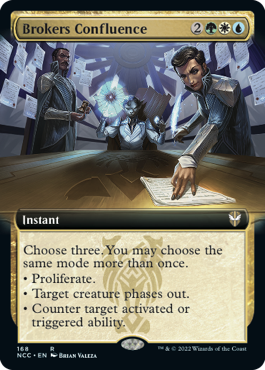 Brokers Confluence 2
Instant
Choose three. You may choose the
same mode more than once.
• Proliferate.
• Target creature phases out.
• Counter target activated or
triggered ability.
168 R
NCC • EN Brian Valeza ™ & © 2022 Wizards of the Coast